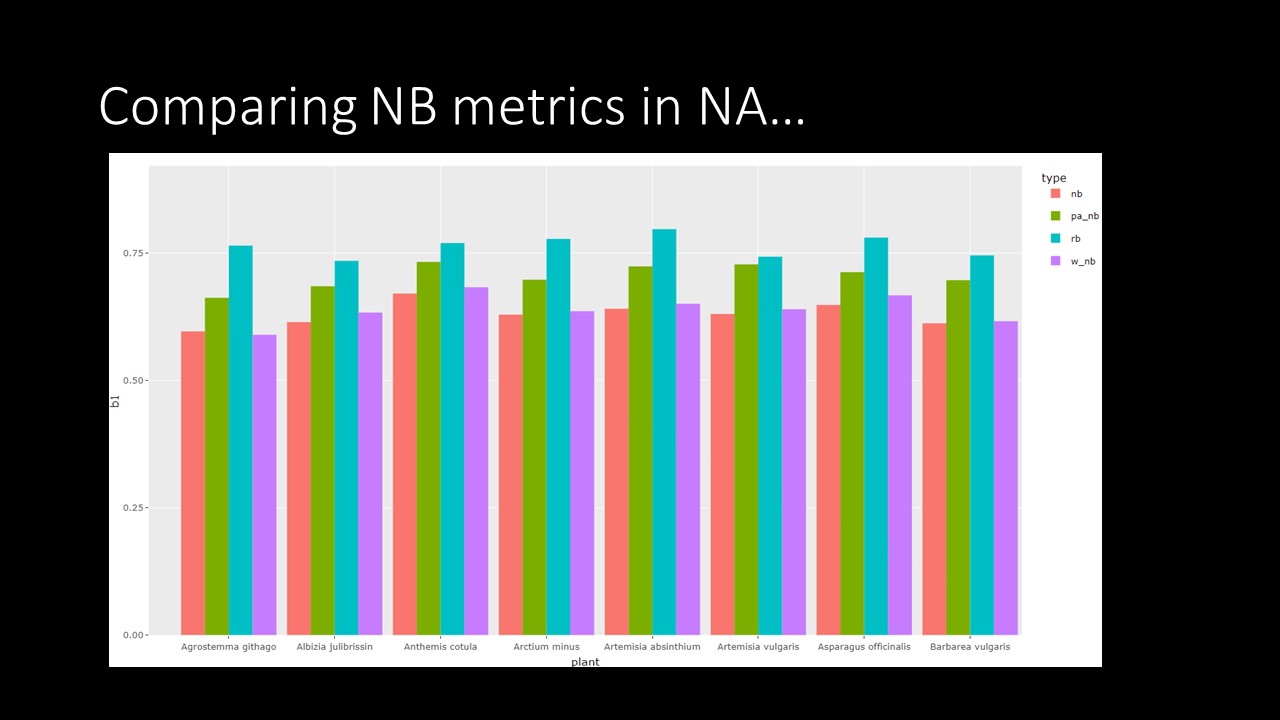 Comparing NB metrics in NA...
type
nb
pa_nb
rb
w_nb
0.75
0.50
0.25
0.00
b1
Agrostemma githago
Albizia julibrissin
Anthemis cotula
Arctium minus
Artemisia absinthium
Artemisia vulgaris
Asparagus officinalis
Barbarea vulgaris
plant